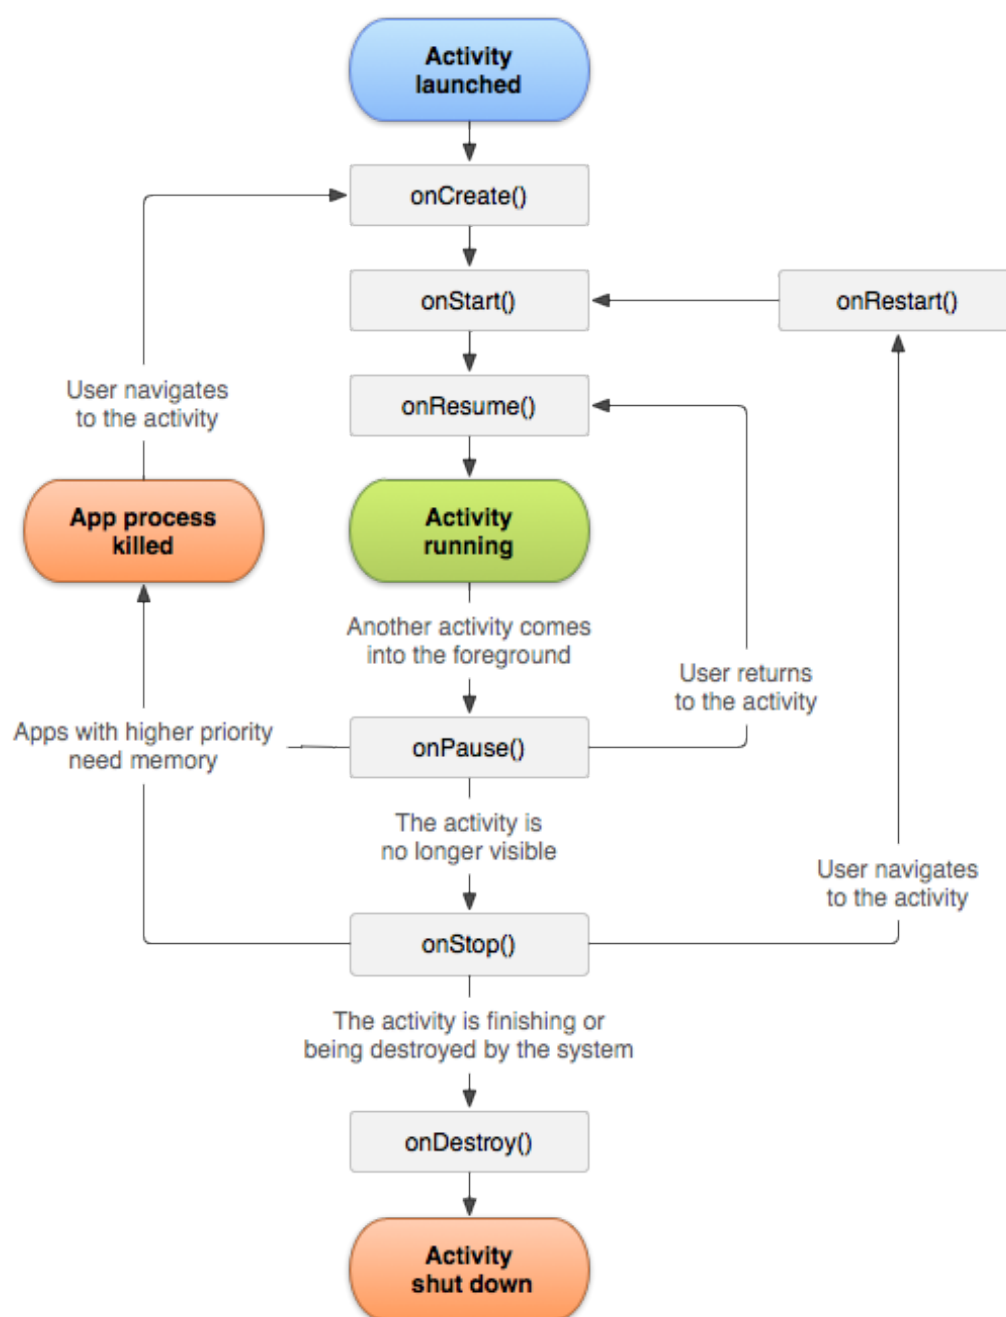 Activity
launched
onCreate()
onStart()
onRestart()
User navigates
to the activity
onResume()
App process
killed
Activity
running
Another activity comes
into the foreground
User returns
to the activity
Apps with higher priority
need memory
onPause()
The activity is
no longer visible
User navigates
to the activity
onStop()
The activity is finishing or
being destroyed by the system
onDestroy()
Activity
shut down